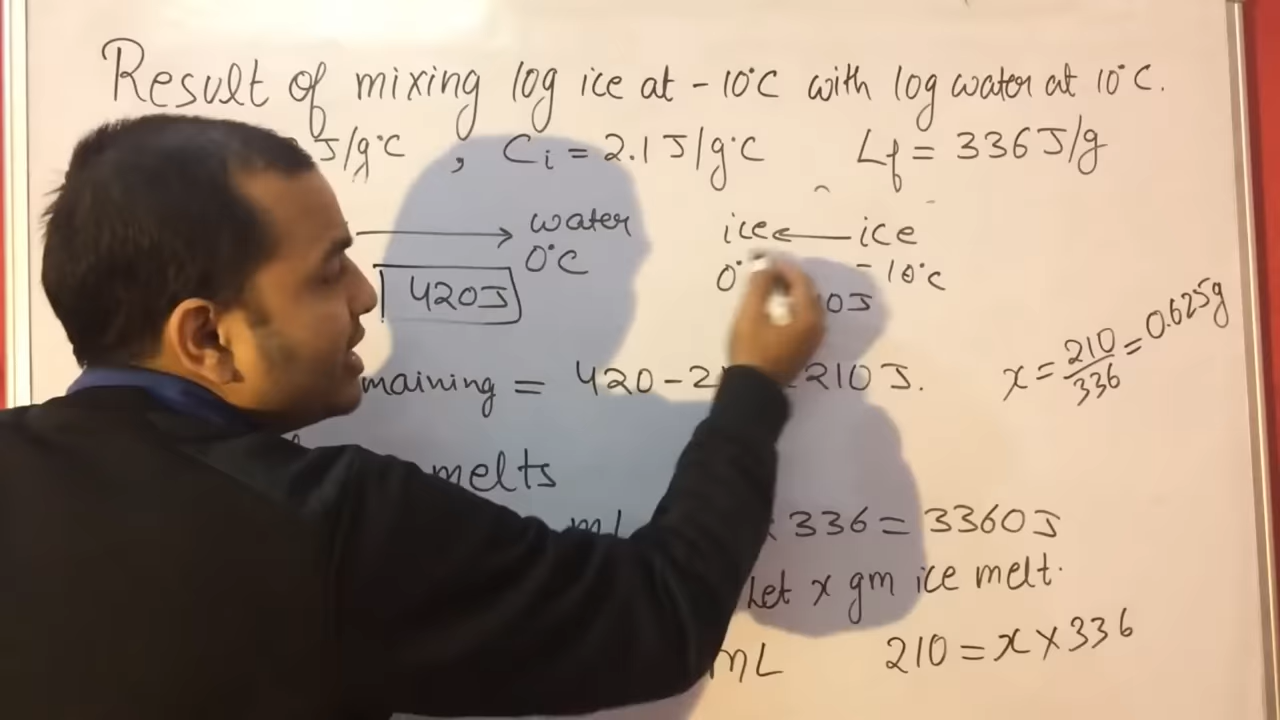 Result of mixing 10g ice at -10°C with 10g water at 10°C.
J/g°C , Ci = 2.1 J/g°C Lf = 336 J/g
→ water ice ← ice
0°C 0° -10°C
420J 0J
maining = 420-2 210 J. x = 210/336 = 0.625g
melts
mL x 336 = 3360J
Let x gm ice melt.
mL 210 = x × 336